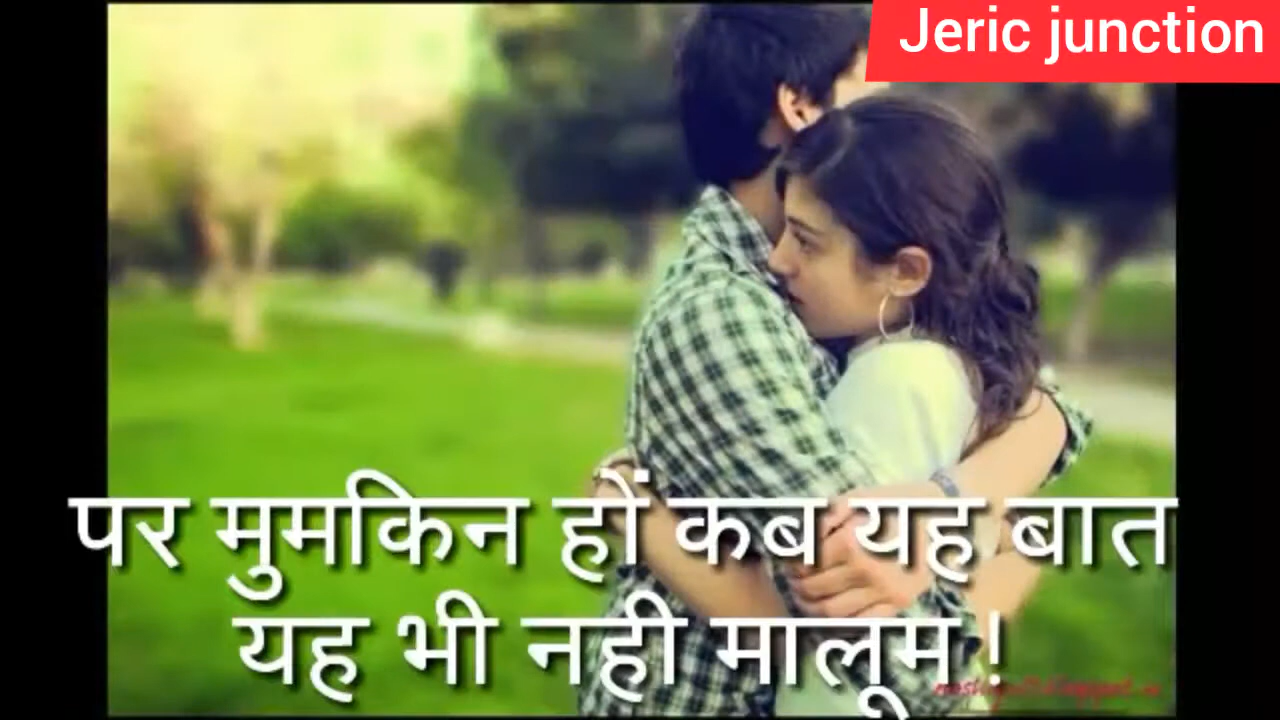 Jeric junction
पर मुमकिन हों कब यह बात
यह भी नही मालूम !